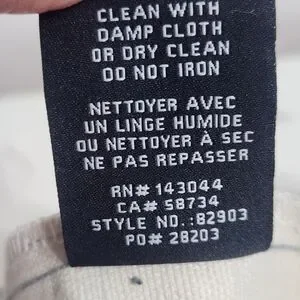 CLEAN WITH
DAMP CLOTH
OR DRY CLEAN
DO NOT IRON
NETTOYER AVEC
UN LINGE HUMIDE
OU NETTOYER À SEC
NE PAS REPASSER
RN# 143044
CA# 58734
STYLE NO.:82903
PO# 28203